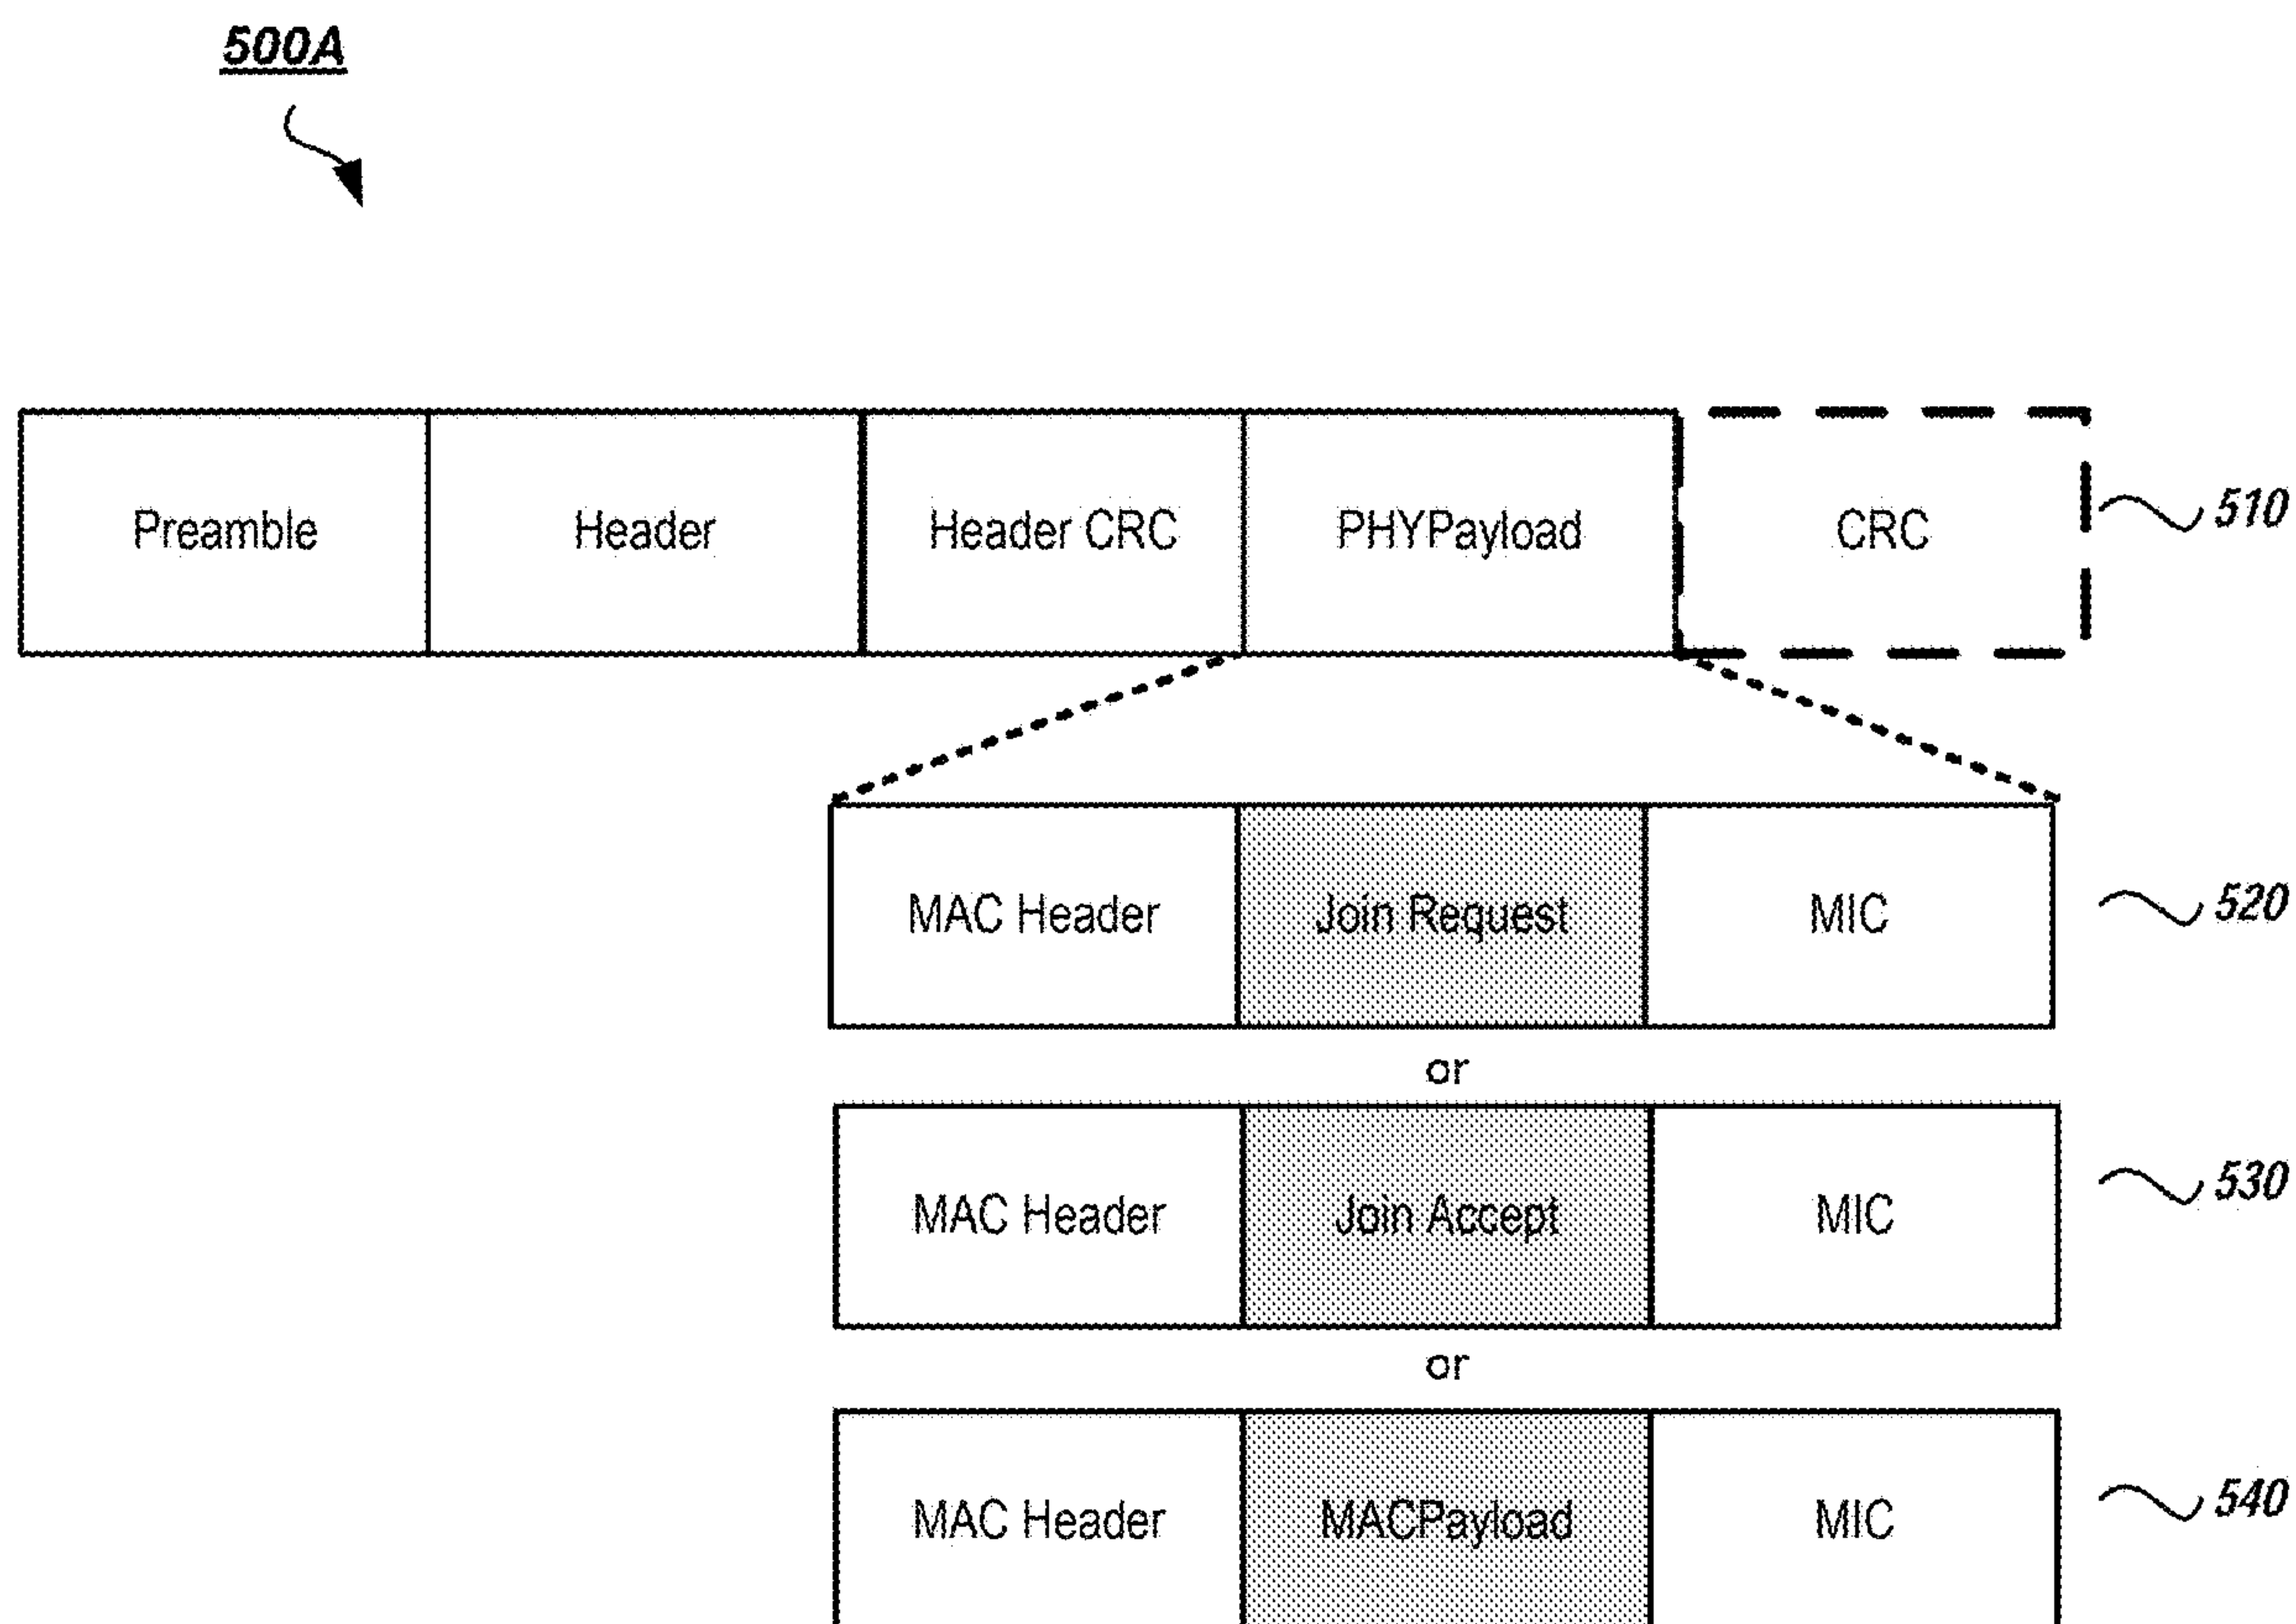 500A
Preamble Header Header CRC PHYPayload CRC 510
MAC Header Join Request MIC 520
or
MAC Header Join Accept MIC 530
or
MAC Header MACPayload MIC 540